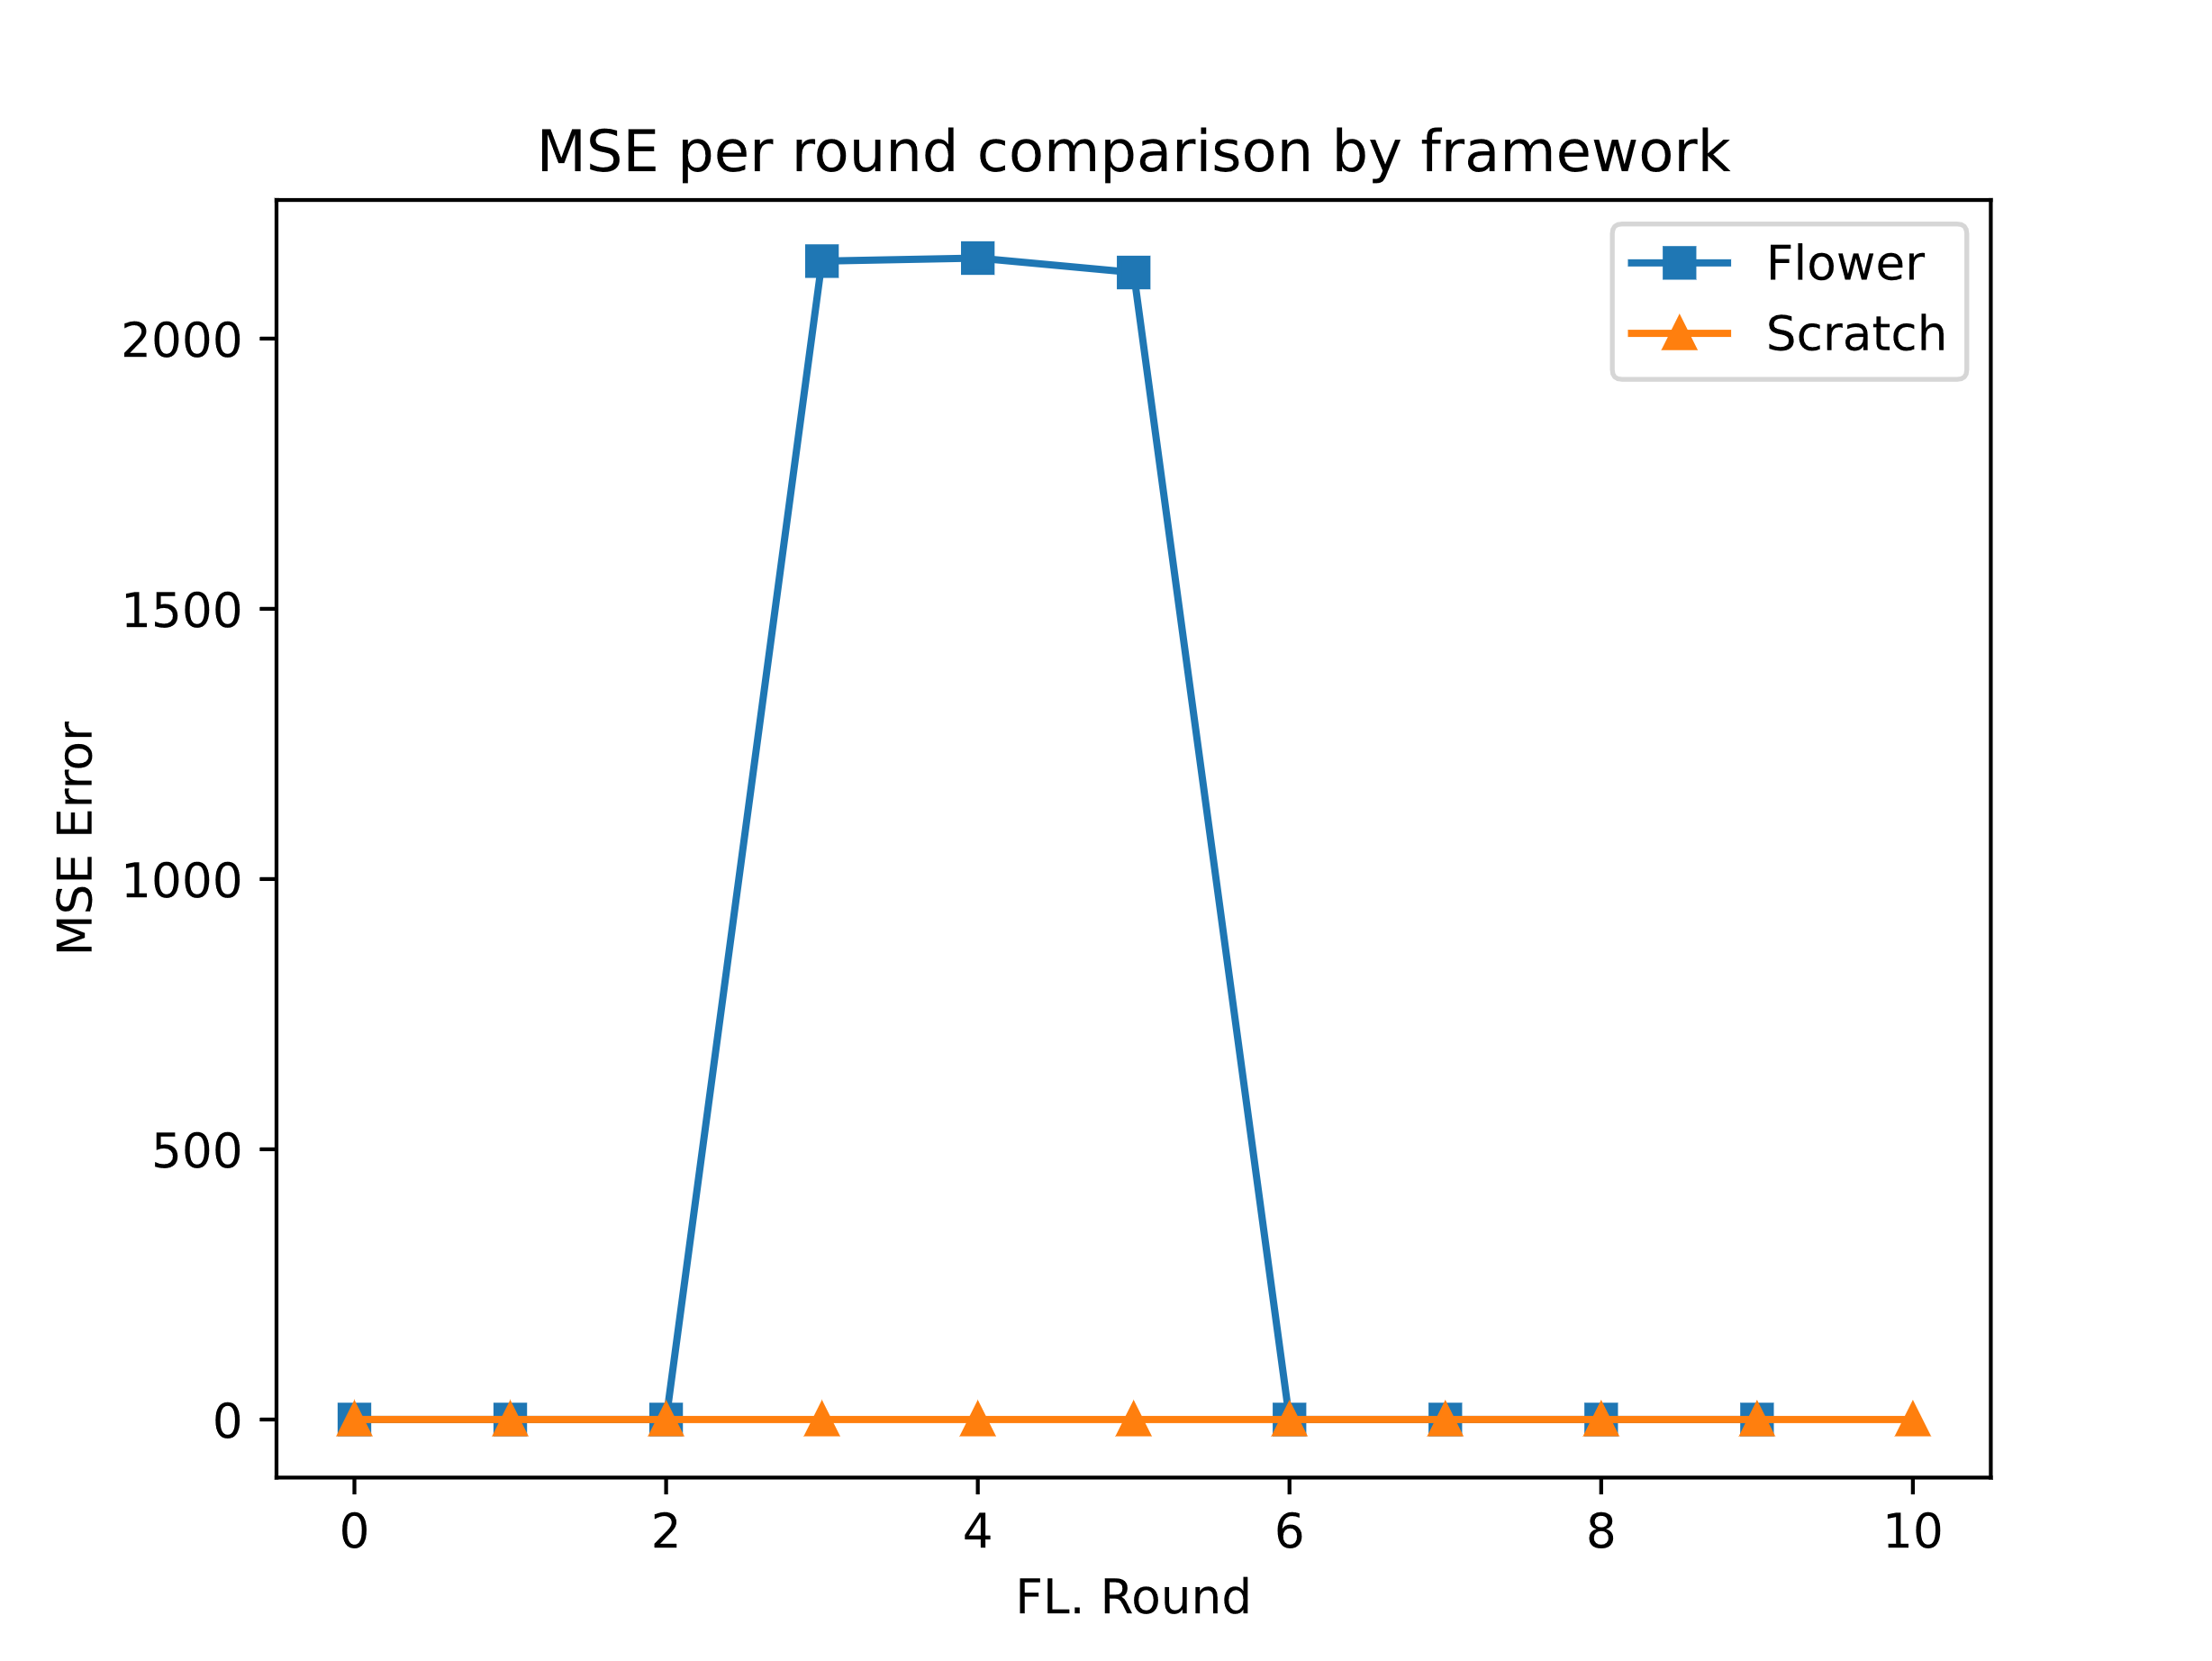 MSE per round comparison by framework
Flower
Scratch
2000
1500
1000
500
0
MSE Error
0 2 4 6 8 10
FL. Round